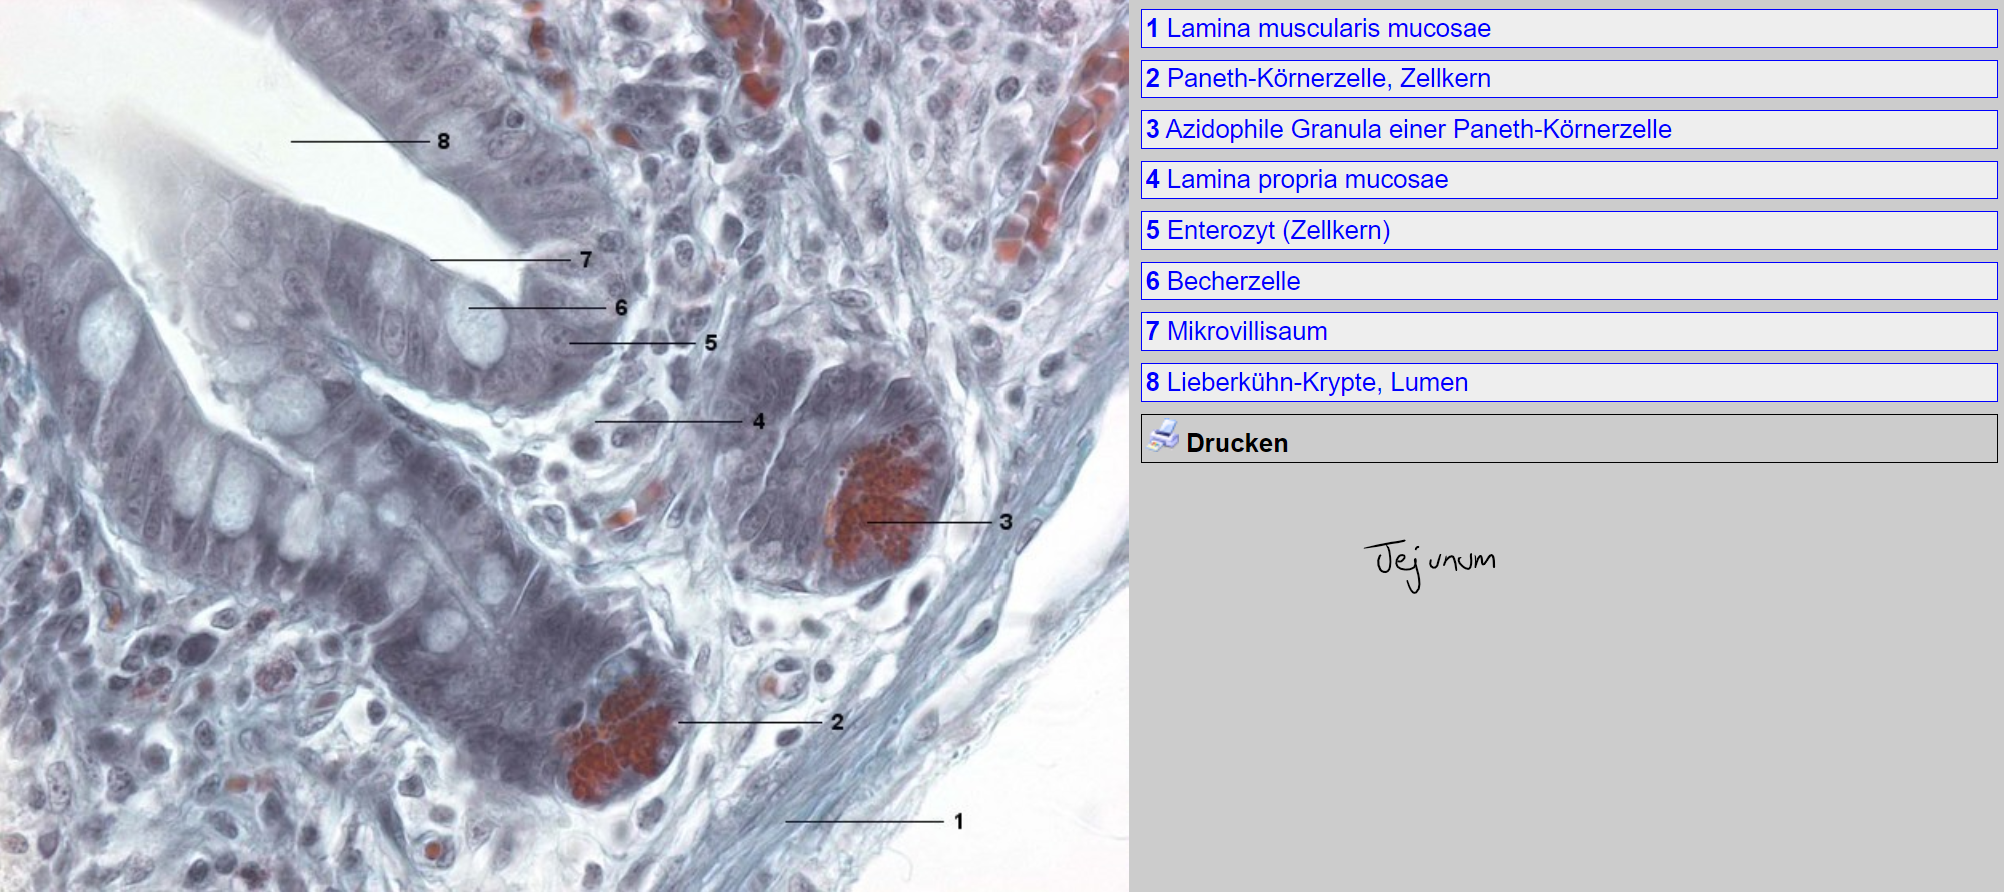 8
7
6
5
4
3
2
1
1 Lamina muscularis mucosae
2 Paneth-Körnerzelle, Zellkern
3 Azidophile Granula einer Paneth-Körnerzelle
4 Lamina propria mucosae
5 Enterozyt (Zellkern)
6 Becherzelle
7 Mikrovillisaum
8 Lieberkühn-Krypte, Lumen
Drucken
Jejunum